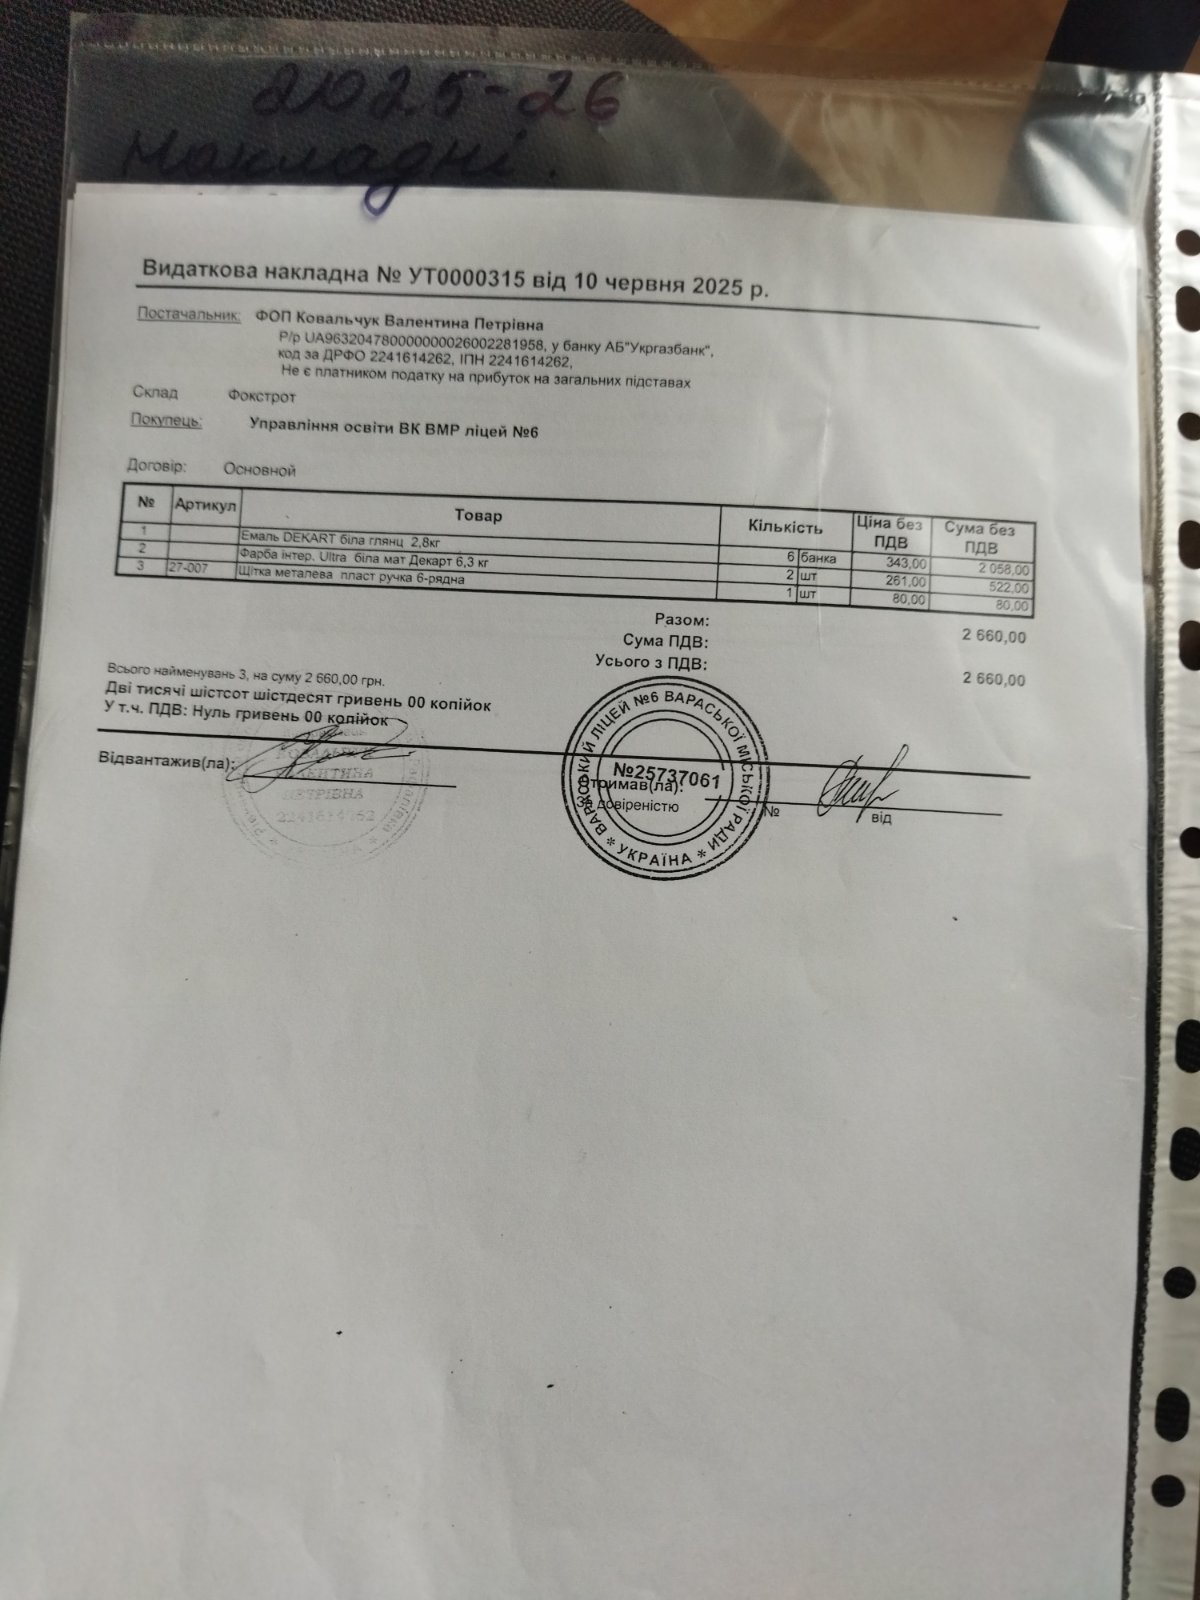 2025-26
Накладні.
Видаткова накладна № УТ0000315 від 10 червня 2025 р.
Постачальник: ФОП Ковальчук Валентина Петрівна
Р/р UA963204780000000026002281958, у банку АБ"Укргазбанк",
код за ДРФО 2241614262, ІПН 2241614262,
Не є платником податку на прибуток на загальних підставах
Склад Фокстрот
Покупець: Управління освіти ВК ВМР ліцей №6
Договір: Основной
№ Артикул Товар Кількість Ціна без ПДВ Сума без ПДВ
1 Емаль DEKART біла глянц 2,8кг 6 банка 343,00 2 058,00
2 Фарба інтер. Ultra біла мат Декарт 6,3 кг 2 шт 261,00 522,00
3 27-007 Щітка металева пласт ручка 6-рядна 1 шт 80,00 80,00
Разом: 2 660,00
Сума ПДВ:
Усього з ПДВ: 2 660,00
Всього найменувань 3, на суму 2 660,00 грн.
Дві тисячі шістсот шістдесят гривень 00 копійок
У т.ч. ПДВ: Нуль гривень 00 копійок
Відвантажив(ла):
ВАЛЕНТИНА
ПЕТРІВНА
2241614262
ВАРАСЬКИЙ ЛІЦЕЙ №6 ВАРАСЬКОЇ МІСЬКОЇ РАДИ * УКРАЇНА *
№25737061
Отримав(ла):
За довіреністю № від